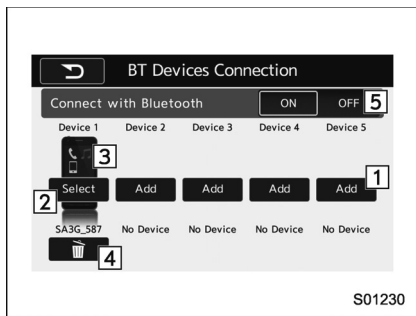 BT Devices Connection
Connect with Bluetooth ON OFF 5
Device 1 Device 2 Device 3 Device 4 Device 5
3
Select Add Add Add Add 1
2
SA3G_587 No Device No Device No Device No Device
4
S01230